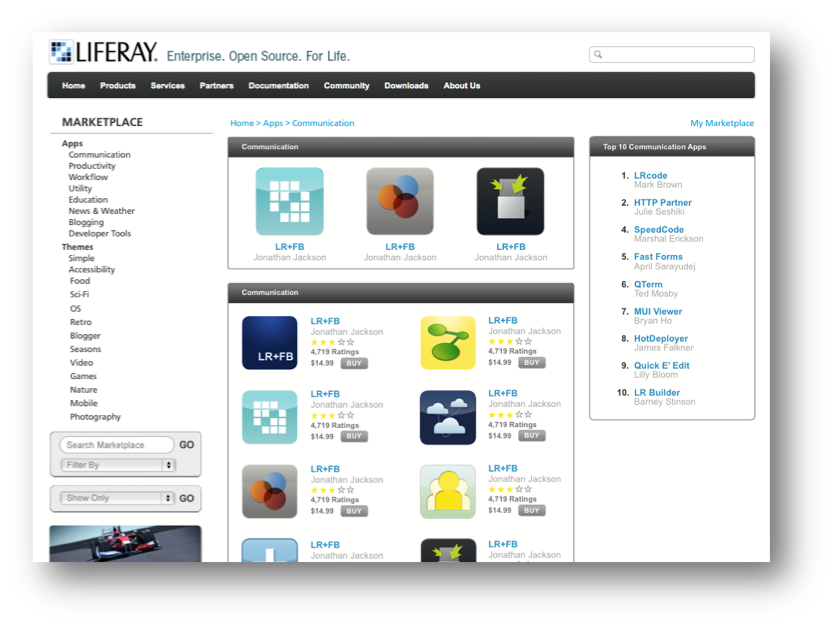 LIFERAY. Enterprise. Open Source. For Life.
Home Products Services Partners Documentation Community Downloads About Us
MARKETPLACE
Apps
Communication
Productivity
Workflow
Utility
Education
News & Weather
Blogging
Developer Tools
Themes
Simple
Accessibility
Food
Sci-Fi
OS
Retro
Blogger
Seasons
Video
Games
Nature
Mobile
Photography
Search Marketplace GO
Filter By
Show Only GO
Home > Apps > Communication
My Marketplace
Communication
LR+FB
Jonathan Jackson
LR+FB
Jonathan Jackson
LR+FB
Jonathan Jackson
Communication
LR+FB
LR+FB
Jonathan Jackson
4,719 Ratings
$14.99 BUY
LR+FB
Jonathan Jackson
4,719 Ratings
$14.99 BUY
LR+FB
Jonathan Jackson
4,719 Ratings
$14.99 BUY
LR+FB
Jonathan Jackson
4,719 Ratings
$14.99 BUY
LR+FB
Jonathan Jackson
4,719 Ratings
$14.99 BUY
LR+FB
Jonathan Jackson
4,719 Ratings
$14.99 BUY
LR+FB
Jonathan Jackson
LR+FB
Jonathan Jackson
Top 10 Communication Apps
1. LRcode
Mark Brown
2. HTTP Partner
Julie Seshiki
4. SpeedCode
Marshal Erickson
5. Fast Forms
April Sarayudej
6. QTerm
Ted Mosby
7. MUI Viewer
Bryan Ho
8. HotDeployer
James Falkner
9. Quick E' Edit
Lilly Bloom
10. LR Builder
Barney Stinson